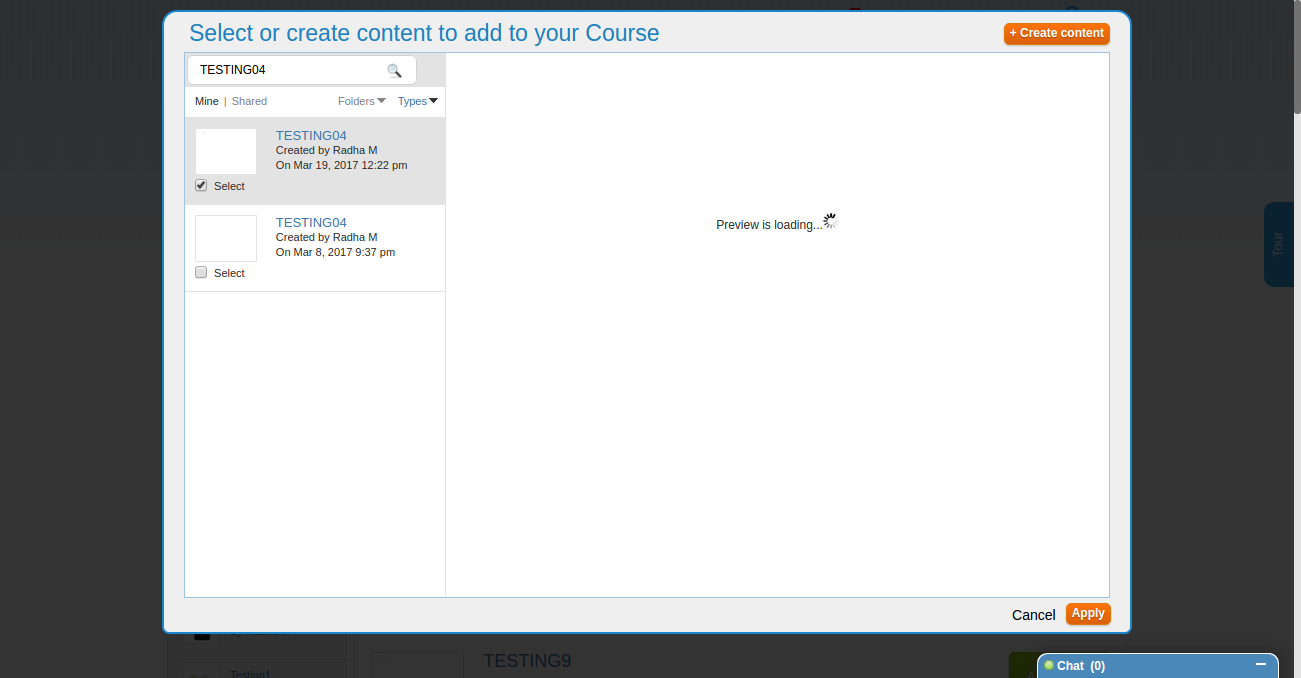 Select or create content to add to your Course
+ Create content
TESTING04
Mine | Shared
Folders
Types
TESTING04
Created by Radha M
On Mar 19, 2017 12:22 pm
Select
TESTING04
Created by Radha M
On Mar 8, 2017 9:37 pm
Select
Preview is loading...
Tour
Cancel
Apply
TESTING9
Testing1
Chat (0)